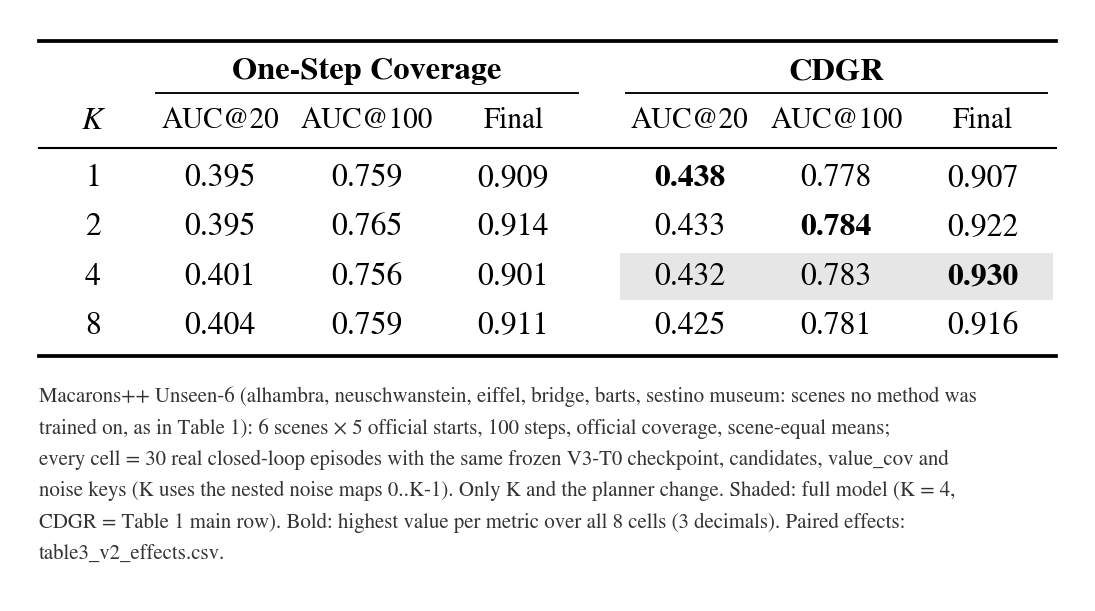 One-Step Coverage CDGR
K AUC@20 AUC@100 Final AUC@20 AUC@100 Final
1 0.395 0.759 0.909 0.438 0.778 0.907
2 0.395 0.765 0.914 0.433 0.784 0.922
4 0.401 0.756 0.901 0.432 0.783 0.930
8 0.404 0.759 0.911 0.425 0.781 0.916
Macarons++ Unseen-6 (alhambra, neuschwanstein, eiffel, bridge, barts, sestino museum: scenes no method was
trained on, as in Table 1): 6 scenes × 5 official starts, 100 steps, official coverage, scene-equal means;
every cell = 30 real closed-loop episodes with the same frozen V3-T0 checkpoint, candidates, value_cov and
noise keys (K uses the nested noise maps 0..K-1). Only K and the planner change. Shaded: full model (K = 4,
CDGR = Table 1 main row). Bold: highest value per metric over all 8 cells (3 decimals). Paired effects:
table3_v2_effects.csv.